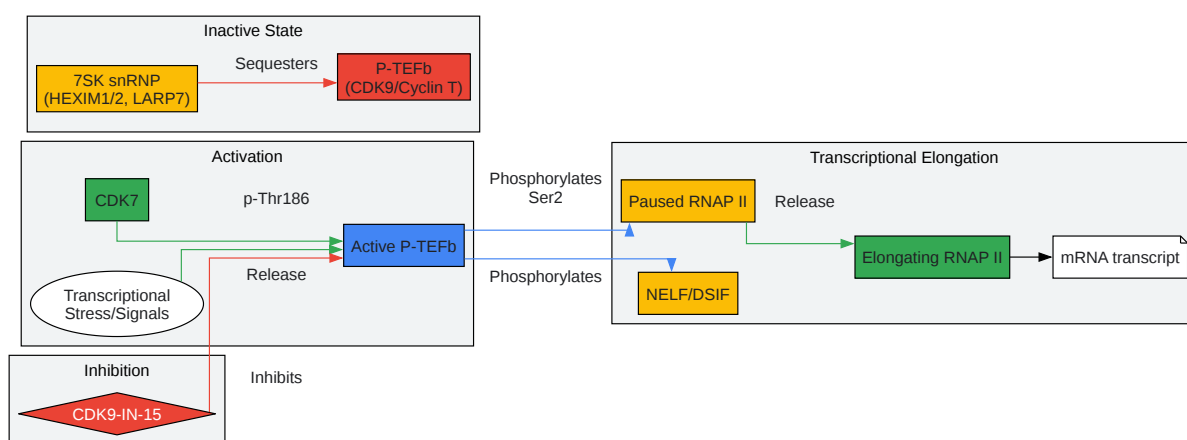 Inactive State
Sequesters
7SK snRNP
(HEXIM1/2, LARP7)
P-TEFb
(CDK9/Cyclin T)
Activation
CDK7
p-Thr186
Active P-TEFb
Release
Transcriptional
Stress/Signals
Phosphorylates
Ser2
Phosphorylates
Transcriptional Elongation
Paused RNAP II
Release
Elongating RNAP II
mRNA transcript
NELF/DSIF
Inhibition
Inhibits
CDK9-IN-15